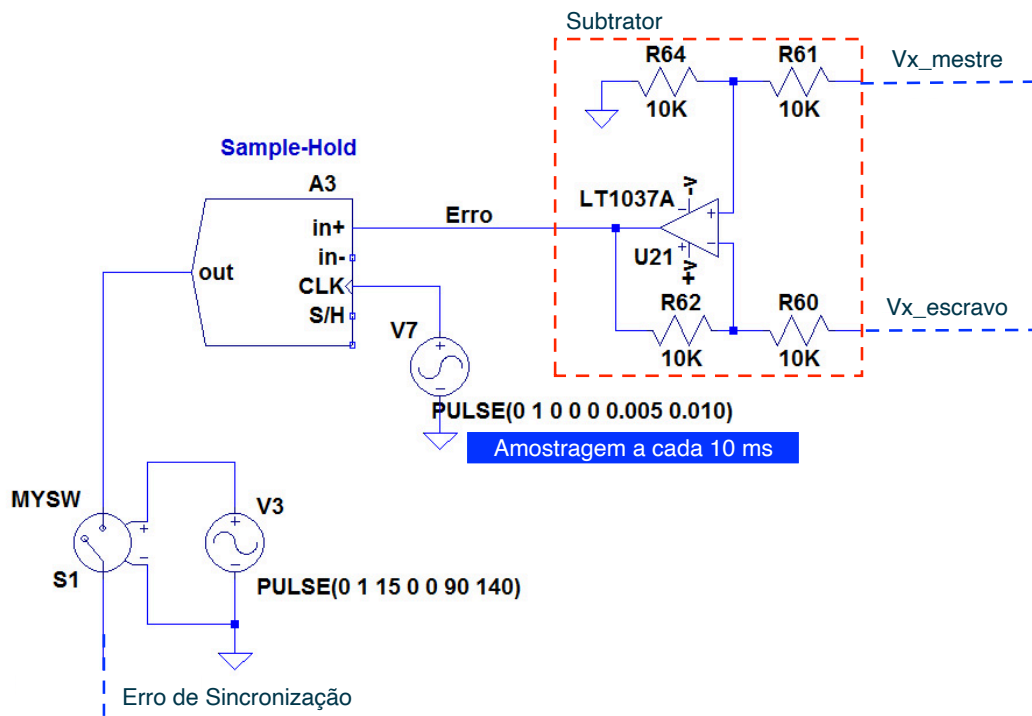 Subtrator
R64
R61
Vx_mestre
10K
10K
Sample-Hold
A3
LT1037A
-v
in+
Erro
+
-
in-
U21
+v
out
CLK
R62
R60
Vx_escravo
S/H
V7
10K
10K
PULSE(0 1 0 0 0 0.005 0.010)
Amostragem a cada 10 ms
MYSW
V3
S1
PULSE(0 1 15 0 0 90 140)
Erro de Sincronização